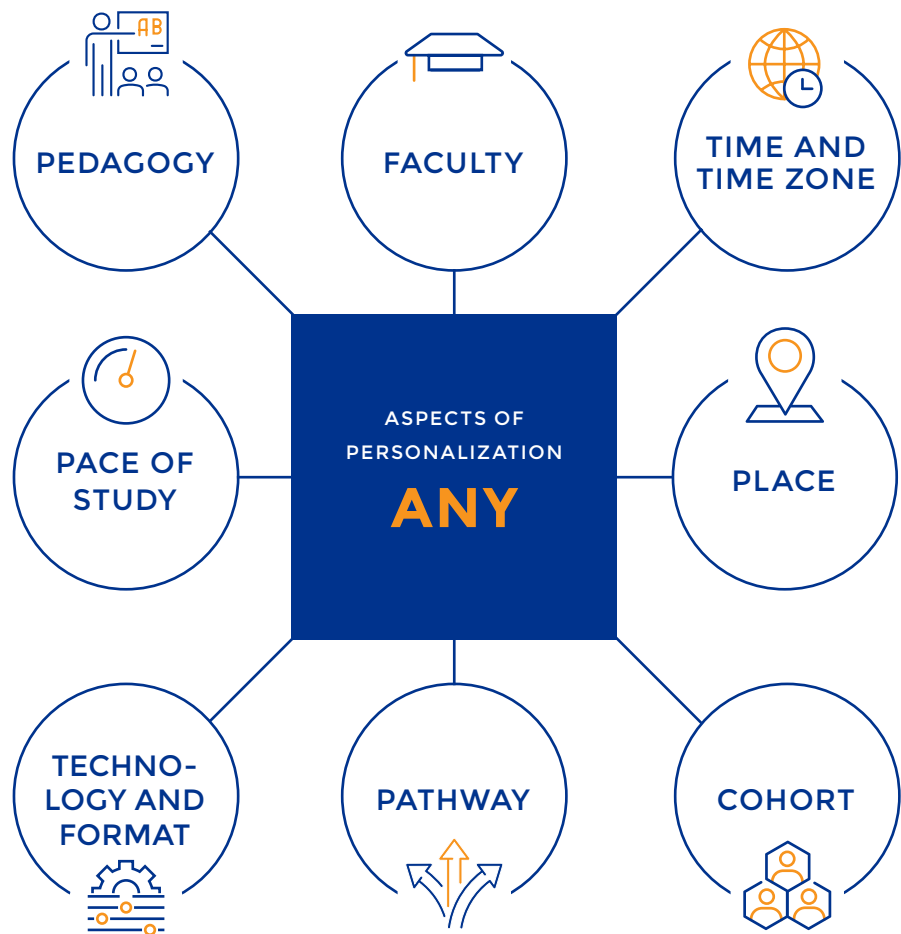 AB
PEDAGOGY
FACULTY
TIME AND
TIME ZONE
ASPECTS OF
PERSONALIZATION
ANY
PACE OF
STUDY
PLACE
TECHNO-
LOGY AND
FORMAT
PATHWAY
COHORT